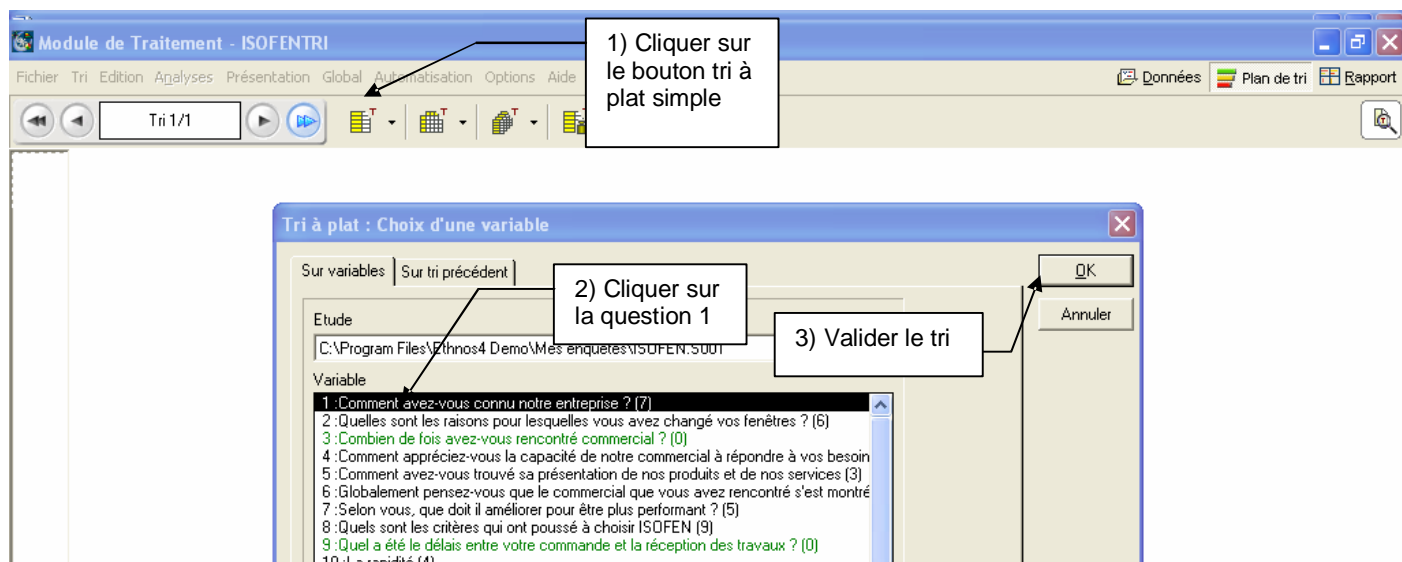 Module de Traitement - ISOFENTRI
1) Cliquer sur
le bouton tri à
plat simple
Fichier Tri Edition Analyses Présentation Global Automatisation Options Aide
Données Plan de tri Rapport
Tri 1/1
Tri à plat : Choix d'une variable
Sur variables Sur tri précédent
OK
Annuler
2) Cliquer sur
la question 1
3) Valider le tri
Etude
C:\Program Files\Ethnos4 Demo\Mes enquêtes\ISOFEN.S001
Variable
1 :Comment avez-vous connu notre entreprise ? (7)
2 :Quelles sont les raisons pour lesquelles vous avez changé vos fenêtres ? (6)
3 :Combien de fois avez-vous rencontré commercial ? (0)
4 :Comment appréciez-vous la capacité de notre commercial à répondre à vos besoin
5 :Comment avez-vous trouvé sa présentation de nos produits et de nos services (3)
6 :Globalement pensez-vous que le commercial que vous avez rencontré s'est montré
7 :Selon vous, que doit il améliorer pour être plus performant ? (5)
8 :Quels sont les critères qui ont poussé à choisir ISOFEN (9)
9 :Quel a été le délais entre votre commande et la réception des travaux ? (0)
10 :La rapidité (4)